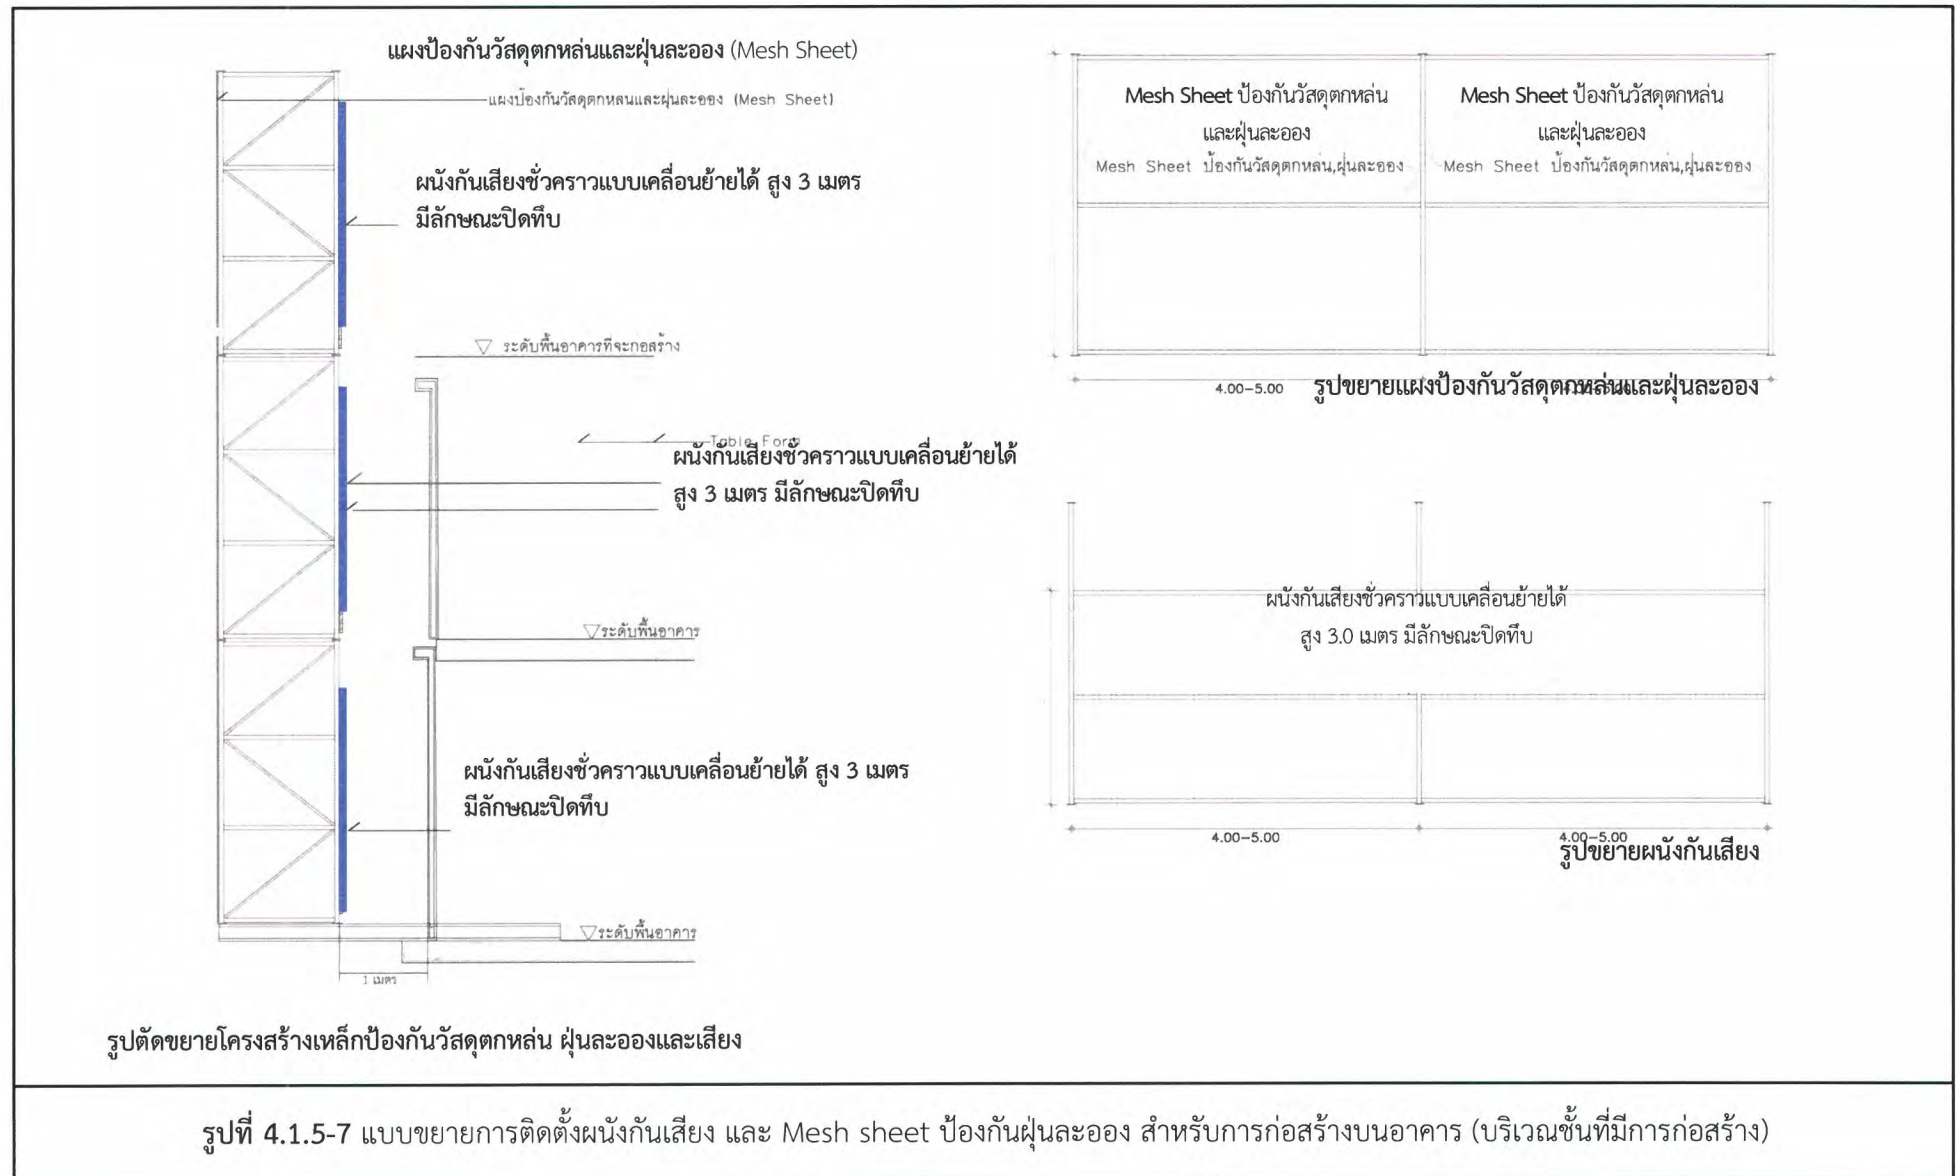 แผงป้องกันวัสดุตกหล่นและฝุ่นละออง (Mesh Sheet)
แผงป้องกันวัสดุตกหล่นและฝุ่นละออง (Mesh Sheet)
ผนังกันเสียงชั่วคราวแบบเคลื่อนย้ายได้ สูง 3 เมตร
มีลักษณะปิดทึบ
ระดับพื้นอาคารที่จะก่อสร้าง
Table Form
ผนังกันเสียงชั่วคราวแบบเคลื่อนย้ายได้
สูง 3 เมตร มีลักษณะปิดทึบ
ระดับพื้นอาคาร
ผนังกันเสียงชั่วคราวแบบเคลื่อนย้ายได้ สูง 3 เมตร
มีลักษณะปิดทึบ
ระดับพื้นอาคาร
1 เมตร
รูปตัดขยายโครงสร้างเหล็กป้องกันวัสดุตกหล่น ฝุ่นละอองและเสียง
Mesh Sheet ป้องกันวัสดุตกหล่น
และฝุ่นละออง
Mesh Sheet ป้องกันวัสดุตกหล่น,ฝุ่นละออง
Mesh Sheet ป้องกันวัสดุตกหล่น
และฝุ่นละออง
Mesh Sheet ป้องกันวัสดุตกหล่น,ฝุ่นละออง
4.00-5.00
รูปขยายแผงป้องกันวัสดุตกหล่นและฝุ่นละออง
ผนังกันเสียงชั่วคราวแบบเคลื่อนย้ายได้
สูง 3.0 เมตร มีลักษณะปิดทึบ
4.00-5.00
4.00-5.00
รูปขยายผนังกันเสียง
รูปที่ 4.1.5-7 แบบขยายการติดตั้งผนังกันเสียง และ Mesh sheet ป้องกันฝุ่นละออง สำหรับการก่อสร้างบนอาคาร (บริเวณชั้นที่มีการก่อสร้าง)